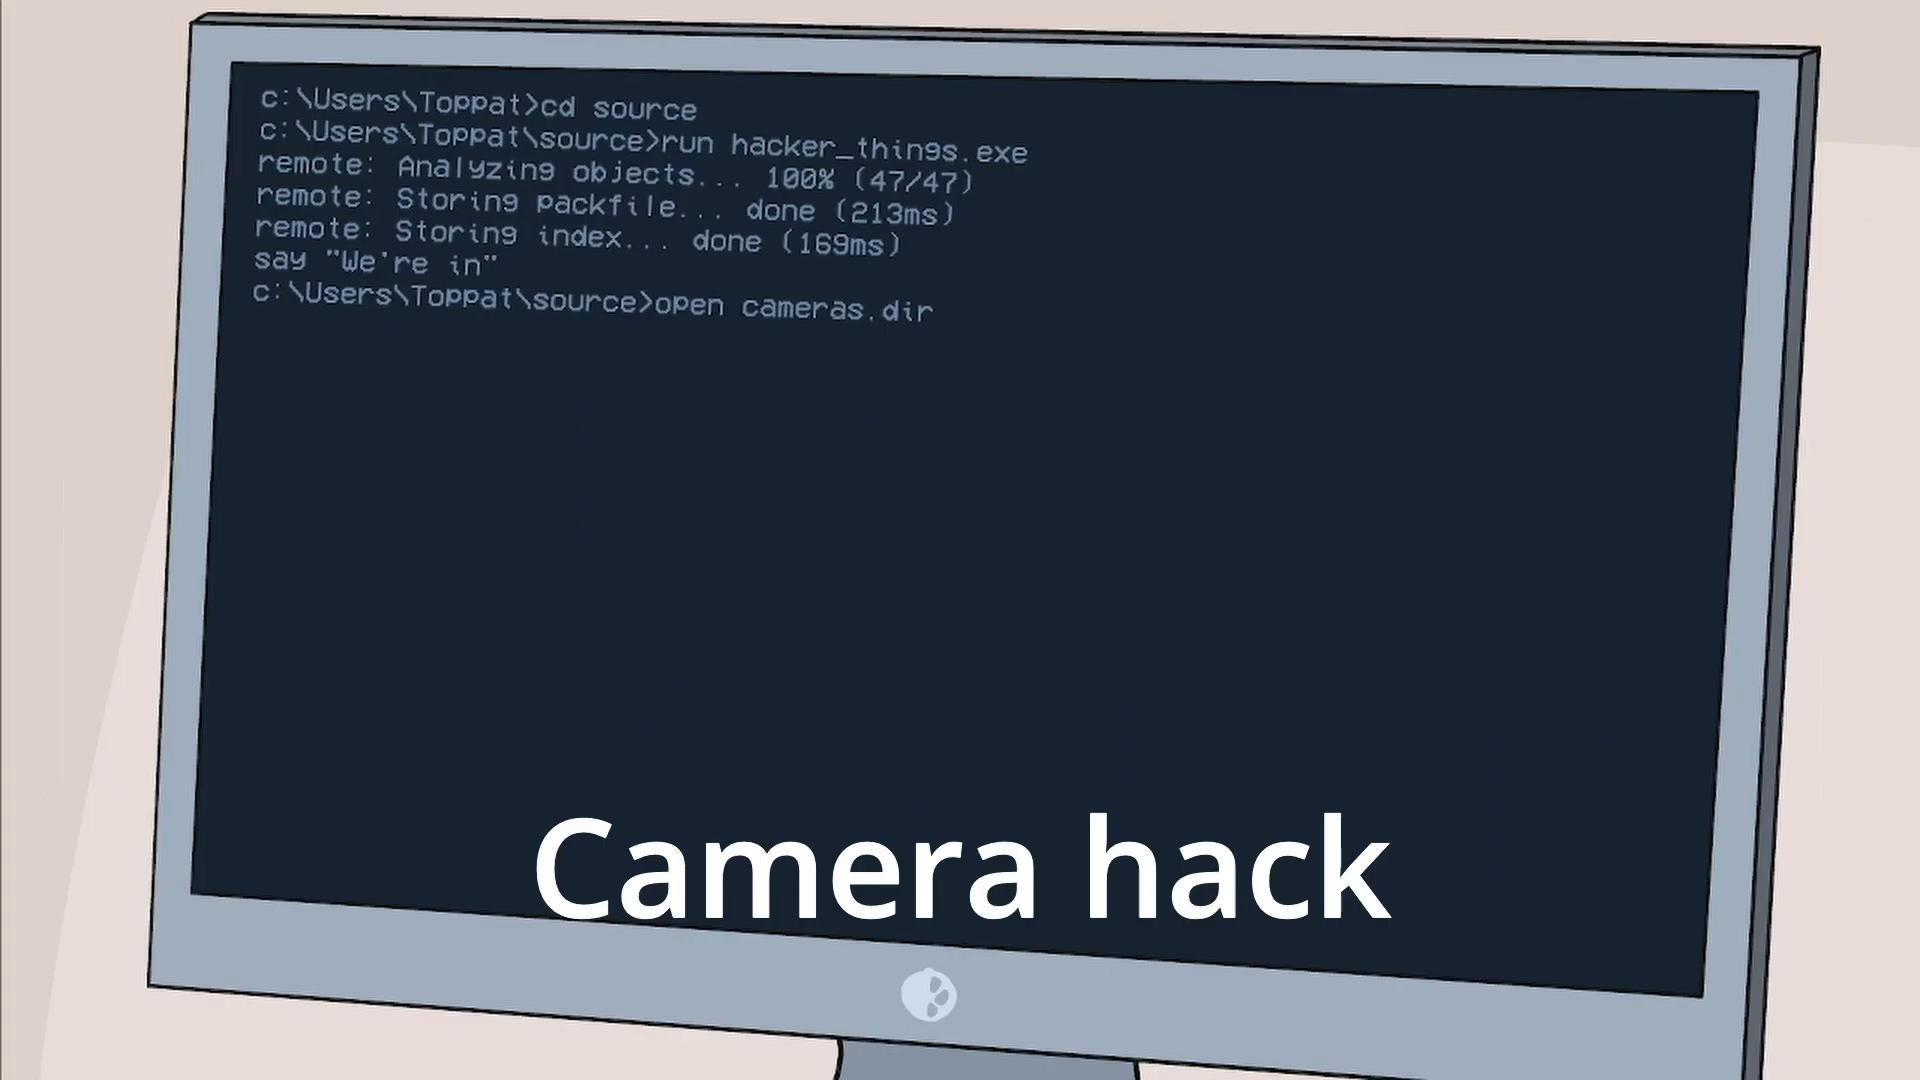 c:\Users\Toppat>cd source
c:\Users\Toppat\source>run hacker_things.exe
remote: Analyzing objects... 100% (47/47)
remote: Storing packfile... done (213ms)
remote: Storing index... done (169ms)
say "We're in"
c:\Users\Toppat\source>open cameras.dir
Camera hack